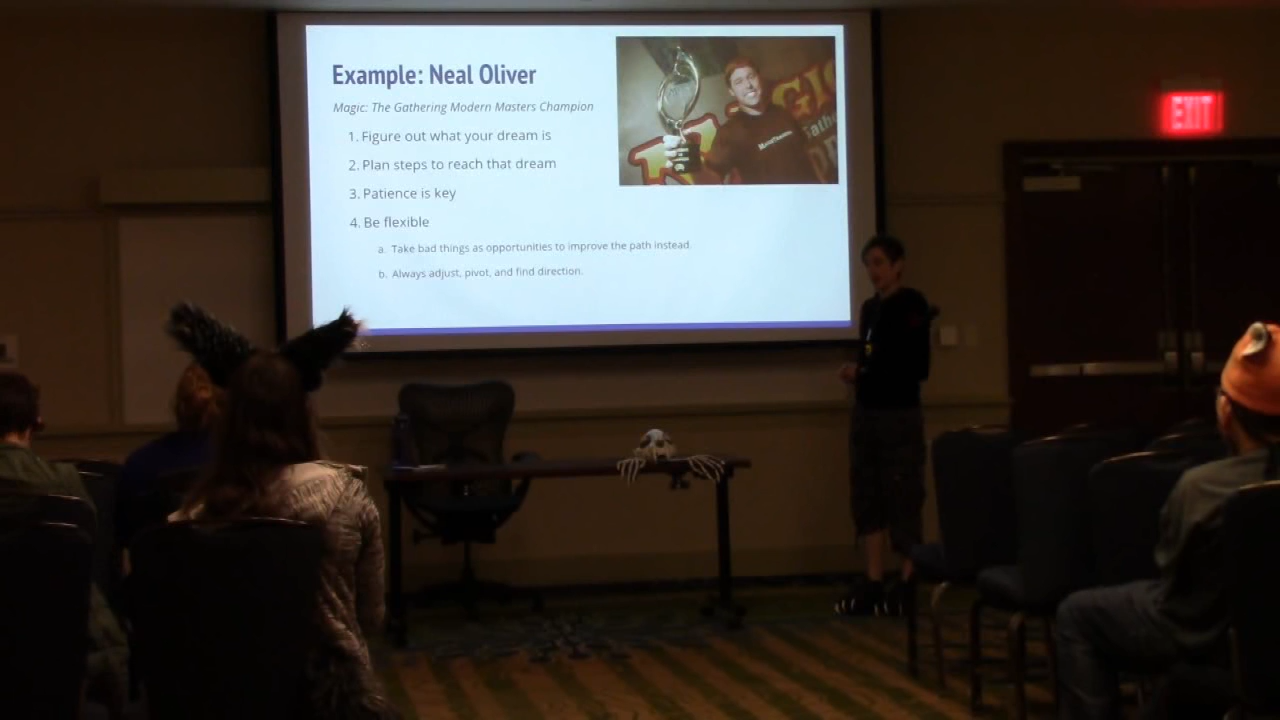 Example: Neal Oliver
Magic: The Gathering Modern Masters Champion
1. Figure out what your dream is
2. Plan steps to reach that dream
3. Patience is key
4. Be flexible
a. Take bad things as opportunities to improve the path instead.
b. Always adjust, pivot, and find direction.
EXIT